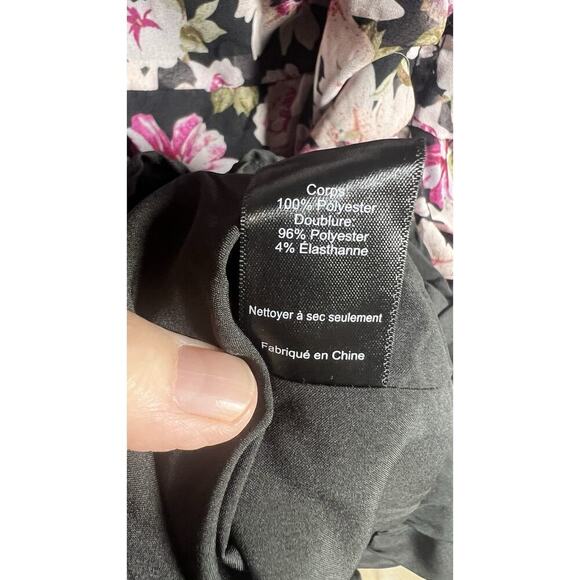 Corps:
100% Polyester
Doublure:
96% Polyester
4% Élasthanne
Nettoyer à sec seulement
Fabriqué en Chine